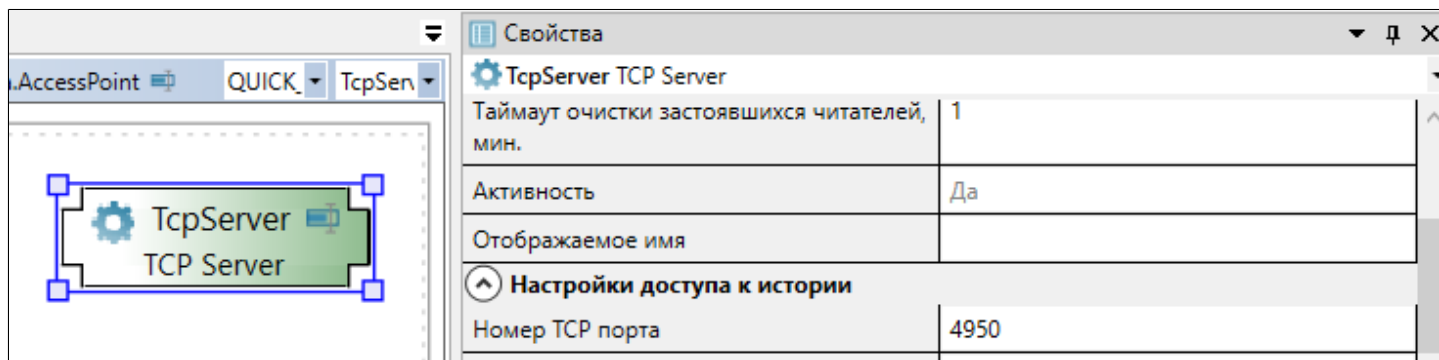 Свойства
.AccessPoint QUICK_ TcpSen
TcpServer TCP Server
Таймаут очистки застоявшихся читателей, 1
мин.
TcpServer
TCP Server
Активность Да
Отображаемое имя
Настройки доступа к истории
Номер TCP порта 4950